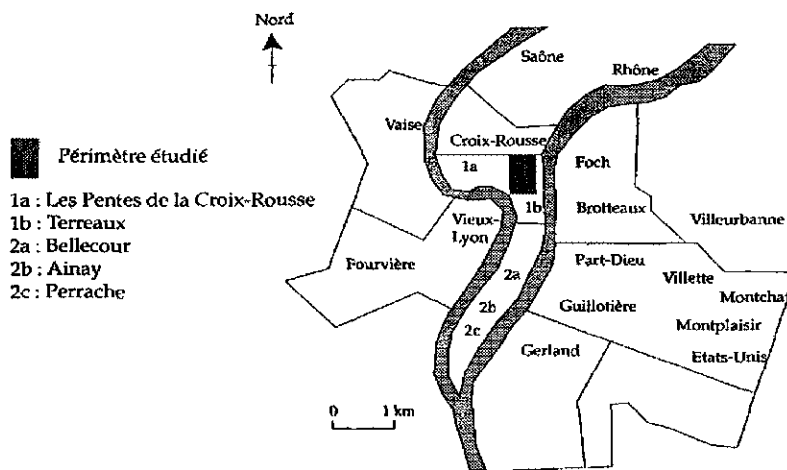 Nord
Saône
Rhône
Vaise
Croix-Rousse
Périmètre étudié
1a
Foch
1a : Les Pentes de la Croix-Rousse
1b : Terreaux
2a : Bellecour
2b : Ainay
2c : Perrache
1b
Brotteaux
Villeurbanne
Vieux-
Lyon
Fourvière
Part-Dieu
2a
Villette
Montchat
2b
Guillotière
2c
Montplaisir
Gerland
Etats-Unis
0 1 km